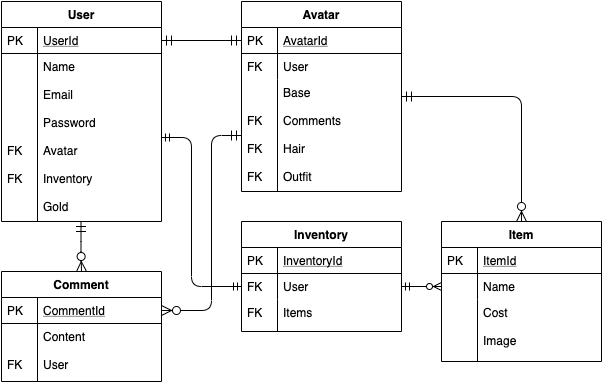 User
PK UserId
Name
Email
Password
FK Avatar
FK Inventory
Gold
Avatar
PK AvatarId
FK User
Base
FK Comments
FK Hair
FK Outfit
Comment
PK CommentId
Content
FK User
Inventory
PK InventoryId
FK User
FK Items
Item
PK ItemId
Name
Cost
Image